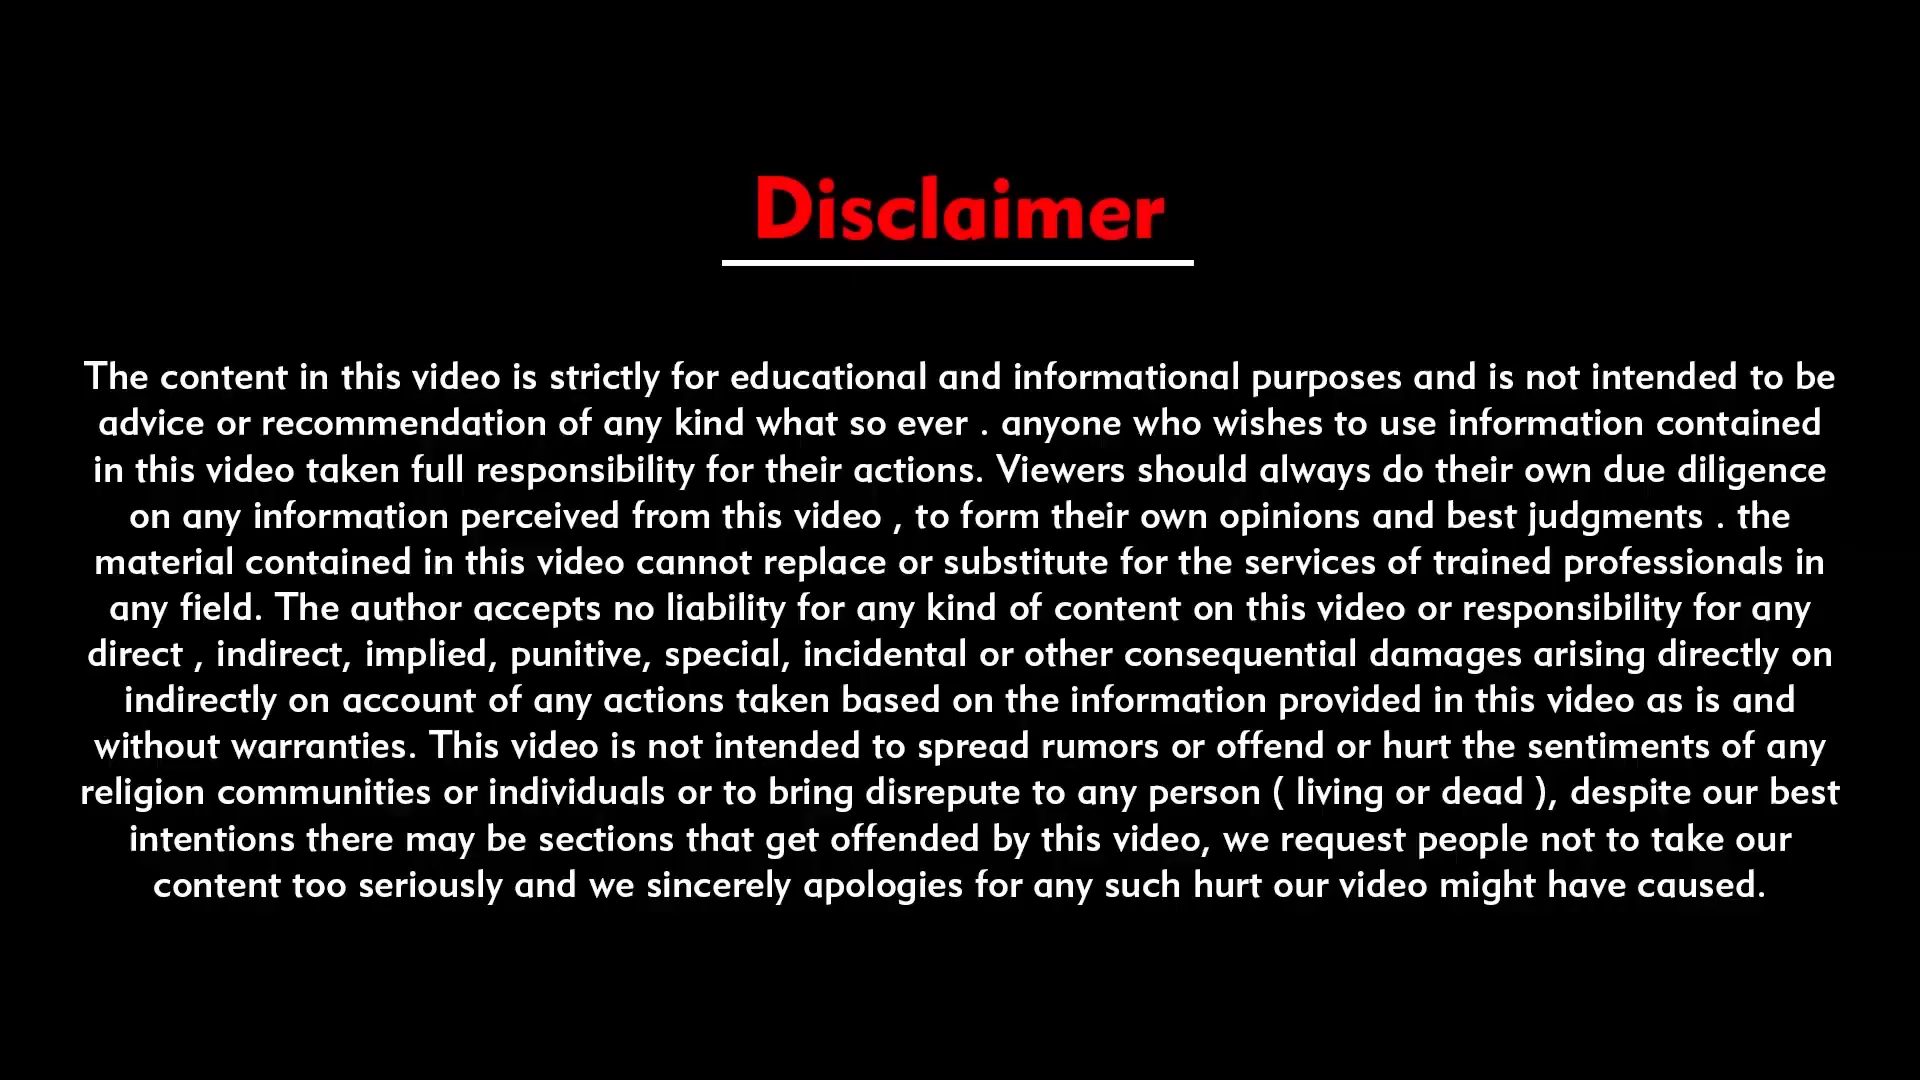 Disclaimer
The content in this video is strictly for educational and informational purposes and is not intended to be
advice or recommendation of any kind what so ever . anyone who wishes to use information contained
in this video taken full responsibility for their actions. Viewers should always do their own due diligence
on any information perceived from this video , to form their own opinions and best judgments . the
material contained in this video cannot replace or substitute for the services of trained professionals in
any field. The author accepts no liability for any kind of content on this video or responsibility for any
direct , indirect, implied, punitive, special, incidental or other consequential damages arising directly on
indirectly on account of any actions taken based on the information provided in this video as is and
without warranties. This video is not intended to spread rumors or offend or hurt the sentiments of any
religion communities or individuals or to bring disrepute to any person ( living or dead ), despite our best
intentions there may be sections that get offended by this video, we request people not to take our
content too seriously and we sincerely apologies for any such hurt our video might have caused.